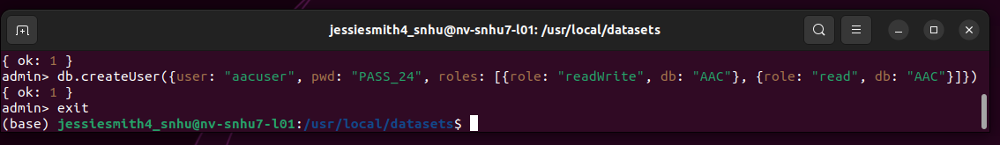 jessiesmith4_snhu@nv-snhu7-l01: /usr/local/datasets
{ ok: 1 }
admin> db.createUser({user: "aacuser", pwd: "PASS_24", roles: [{role: "readWrite", db: "AAC"}, {role: "read", db: "AAC"}]})
{ ok: 1 }
admin> exit
(base) jessiesmith4_snhu@nv-snhu7-l01:/usr/local/datasets$